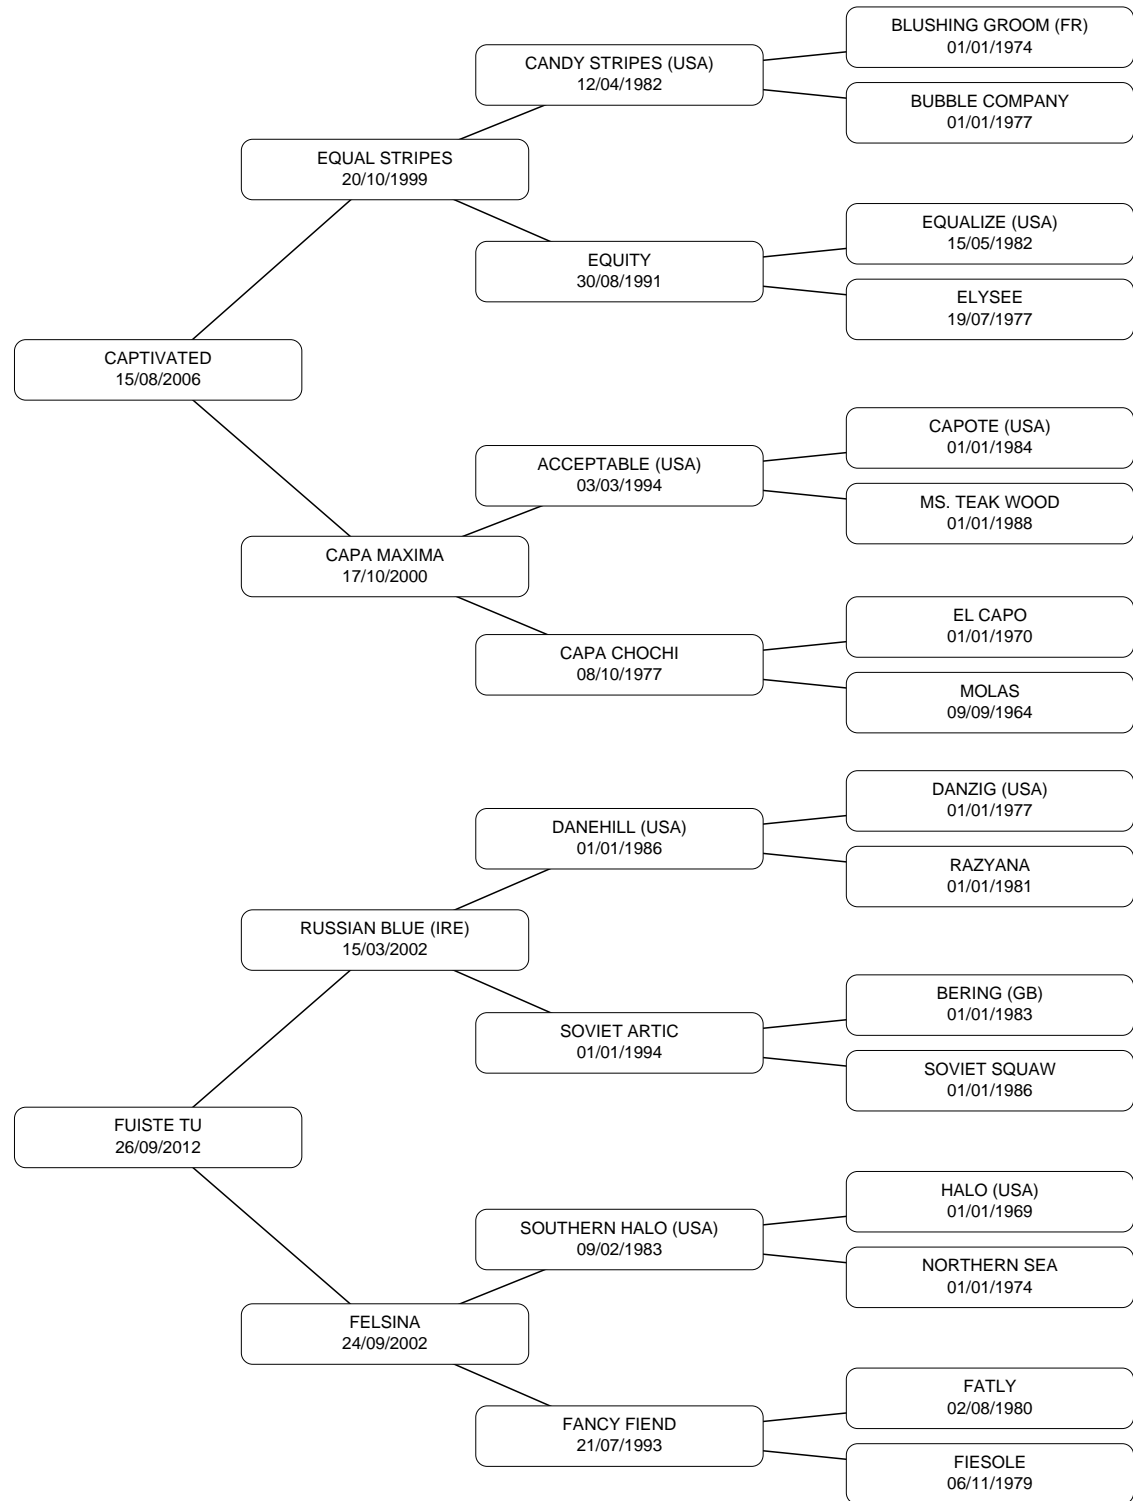 BLUSHING GROOM (FR)
01/01/1974
CANDY STRIPES (USA)
12/04/1982
BUBBLE COMPANY
01/01/1977
EQUAL STRIPES
20/10/1999
EQUALIZE (USA)
15/05/1982
EQUITY
30/08/1991
ELYSEE
19/07/1977
CAPTIVATED
15/08/2006
CAPOTE (USA)
01/01/1984
ACCEPTABLE (USA)
03/03/1994
MS. TEAK WOOD
01/01/1988
CAPA MAXIMA
17/10/2000
EL CAPO
01/01/1970
CAPA CHOCHI
08/10/1977
MOLAS
09/09/1964
DANZIG (USA)
01/01/1977
DANEHILL (USA)
01/01/1986
RAZYANA
01/01/1981
RUSSIAN BLUE (IRE)
15/03/2002
BERING (GB)
01/01/1983
SOVIET ARTIC
01/01/1994
SOVIET SQUAW
01/01/1986
FUISTE TU
26/09/2012
HALO (USA)
01/01/1969
SOUTHERN HALO (USA)
09/02/1983
NORTHERN SEA
01/01/1974
FELSINA
24/09/2002
FATLY
02/08/1980
FANCY FIEND
21/07/1993
FIESOLE
06/11/1979